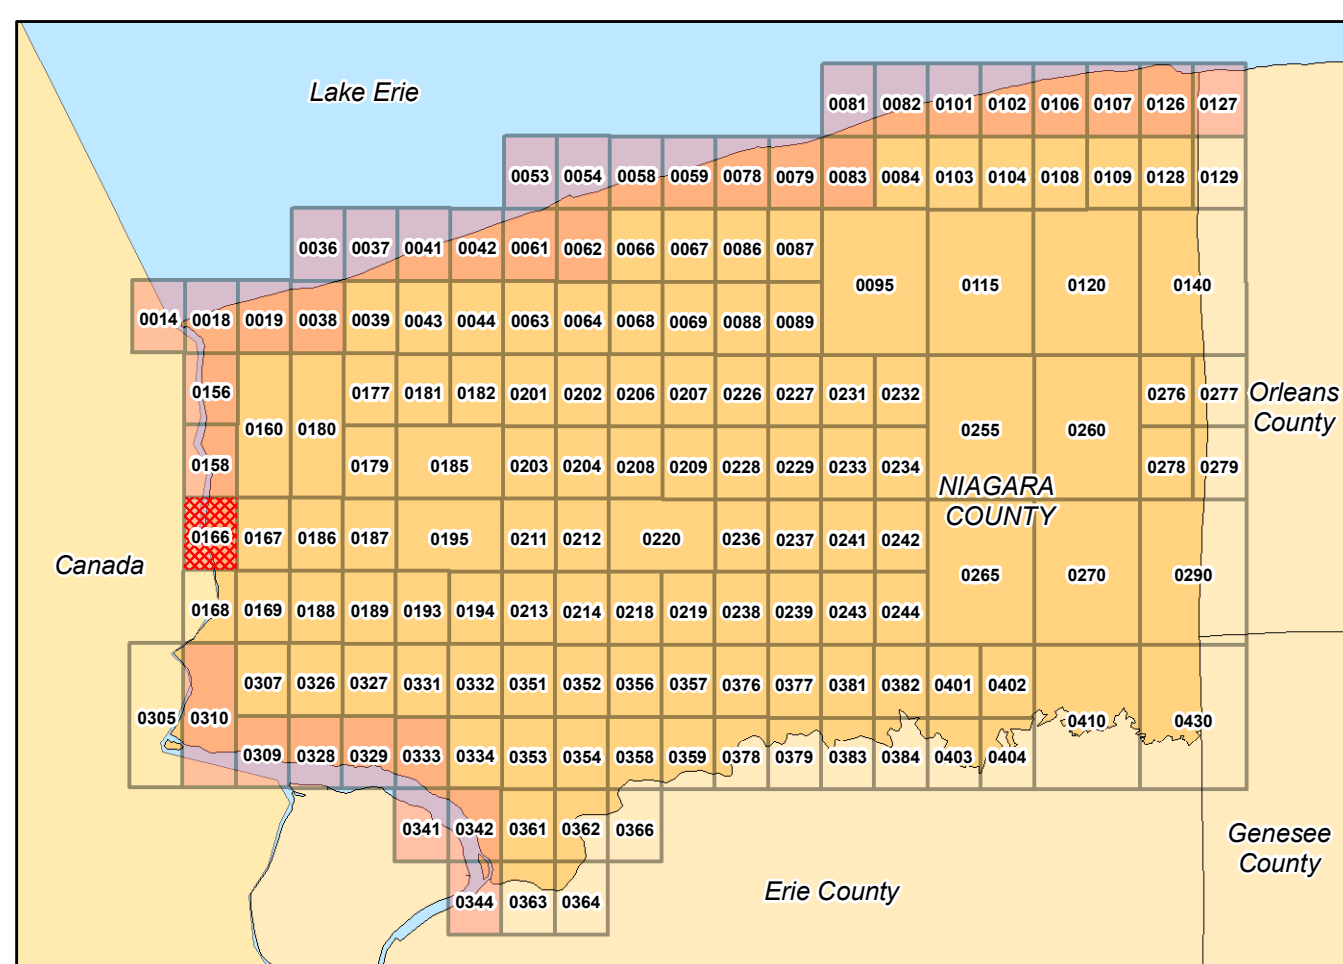 Lake Erie
0081 0082 0101 0102 0106 0107 0126 0127
0053 0054 0058 0059 0078 0079 0083 0084 0103 0104 0108 0109 0128 0129
0036 0037 0041 0042 0061 0062 0066 0067 0086 0087
0095 0115 0120 0140
0014 0018 0019 0038 0039 0043 0044 0063 0064 0068 0069 0088 0089
0156 0177 0181 0182 0201 0202 0206 0207 0226 0227 0231 0232 0276 0277
Orleans
County
0160 0180 0255 0260
0158 0179 0185 0203 0204 0208 0209 0228 0229 0233 0234 0278 0279
NIAGARA
COUNTY
0166 0167 0186 0187 0195 0211 0212 0220 0236 0237 0241 0242
Canada
0265 0270 0290
0168 0169 0188 0189 0193 0194 0213 0214 0218 0219 0238 0239 0243 0244
0307 0326 0327 0331 0332 0351 0352 0356 0357 0376 0377 0381 0382 0401 0402
0305 0310 0410 0430
0309 0328 0329 0333 0334 0353 0354 0358 0359 0378 0379 0383 0384 0403 0404
0341 0342 0361 0362 0366
Genesee
County
Erie County
0344 0363 0364